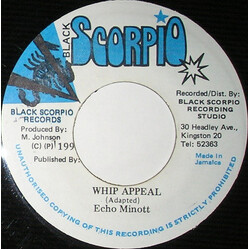 BLACK
SCORPIO
BLACK SCORPIO
RECORDS
Produced By:
M. Johnson
(C) (P) 199
Published By:
Recorded/Dist. By:
BLACK SCORPIO
RECORDING
STUDIO
30 Headley Ave.,
Kingston 20
Tel: 52363
Made In
Jamaica
WHIP APPEAL
(Adapted)
Echo Minott
UNAUTHORISED COPYING OF THIS RECORDING IS STRICTLY PROHIBITED